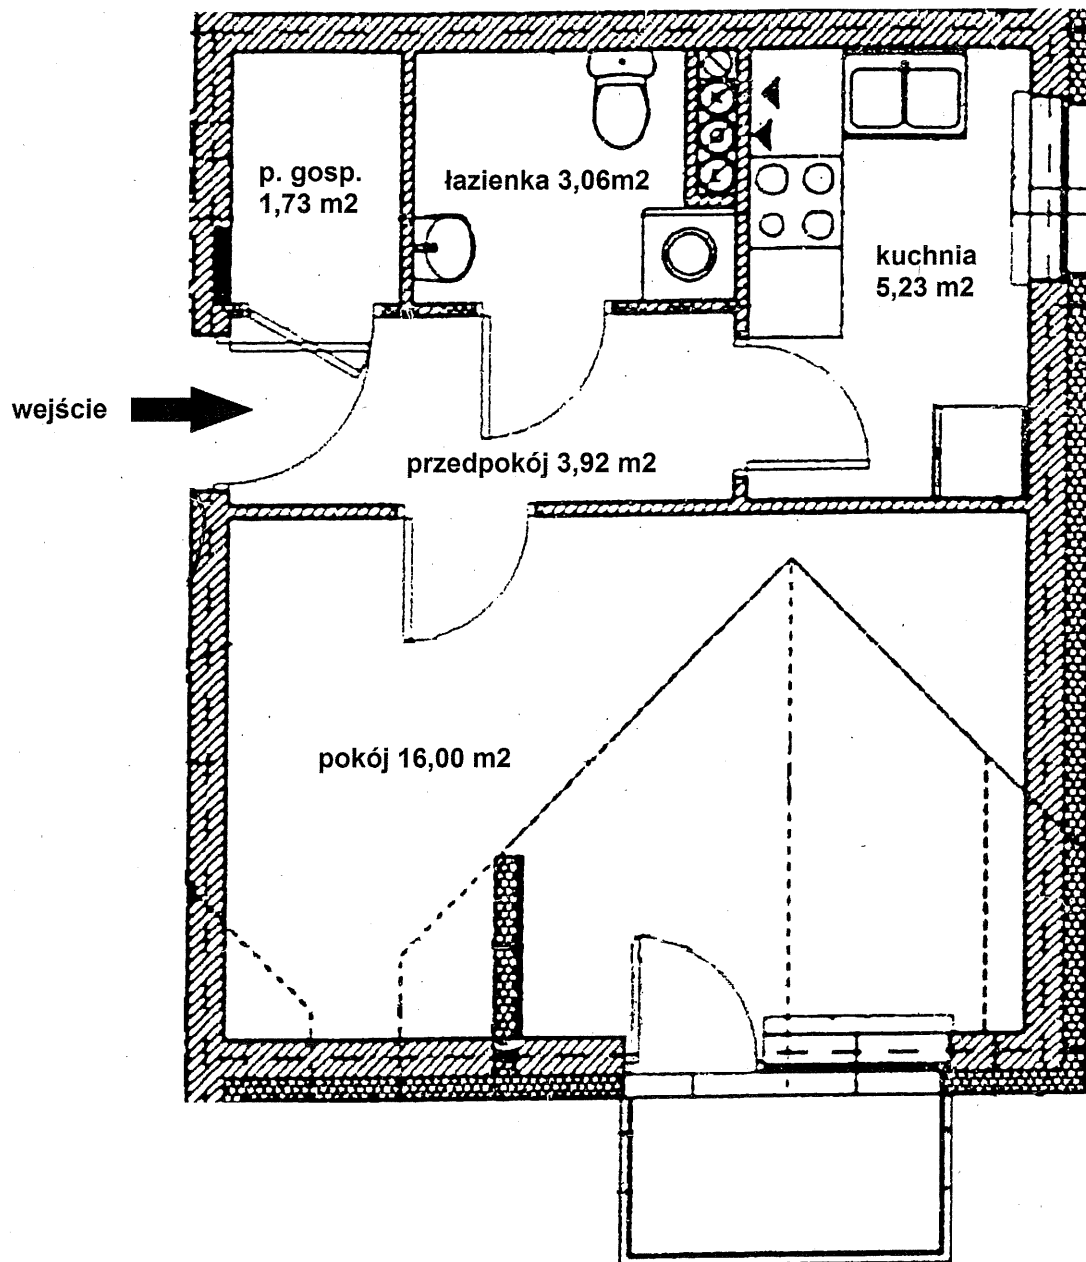 p. gosp.
1,73 m2
łazienka 3,06m2
kuchnia
5,23 m2
wejście
przedpokój 3,92 m2
pokój 16,00 m2